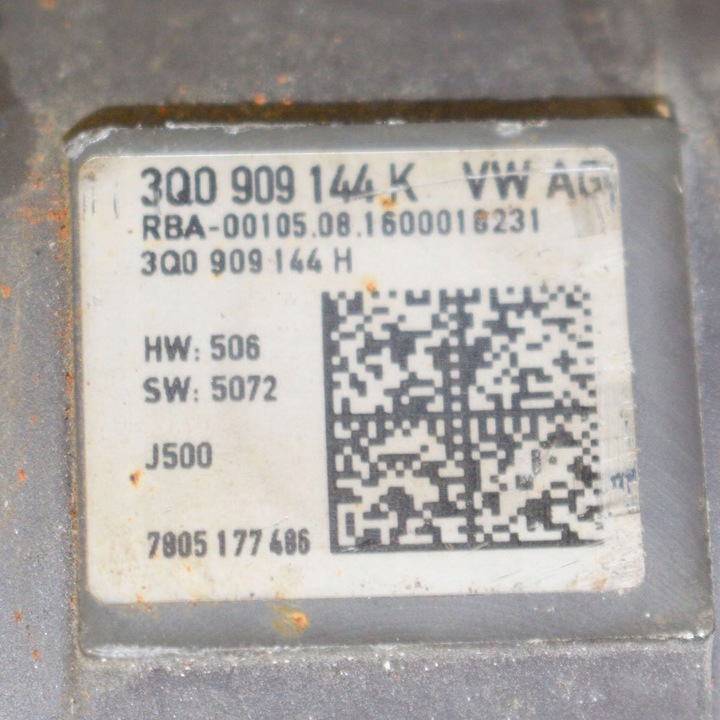 3Q0 909 144 K VW AG
RBA-00105.08.1600016231
3Q0 909 144 H
HW: 506
SW: 5072
J500
7805 177 486